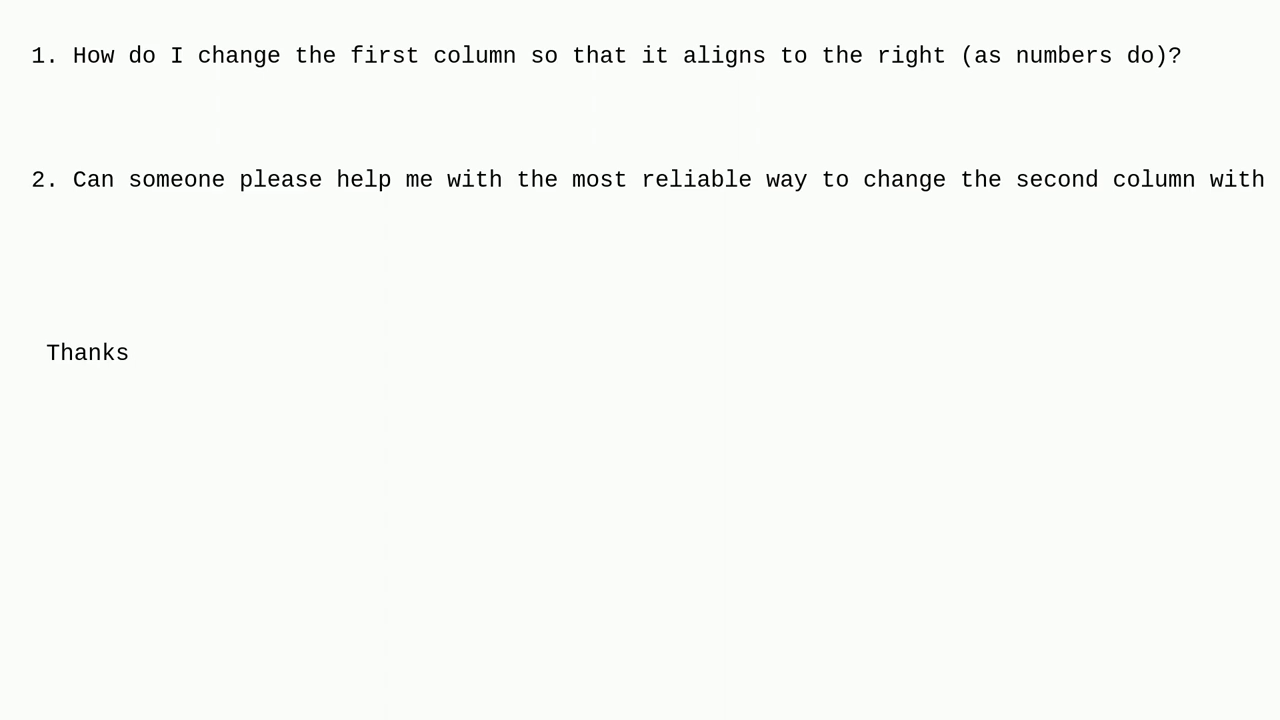 1. How do I change the first column so that it aligns to the right (as numbers do)?
2. Can someone please help me with the most reliable way to change the second column with
Thanks